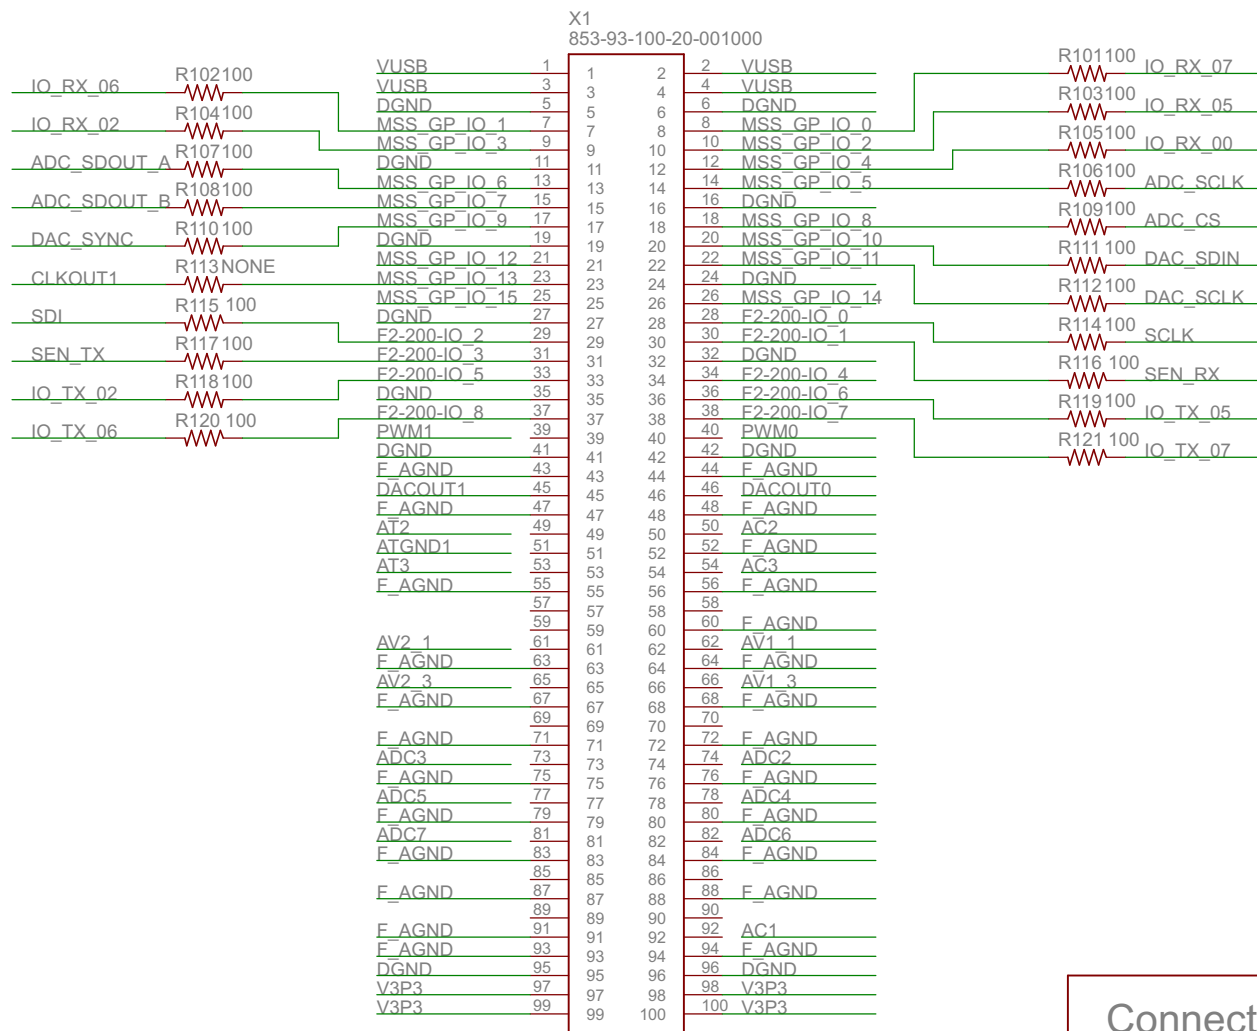 X1
853-93-100-20-001000
IO_RX_06 R102 100
IO_RX_02 R104 100
ADC_SDOUT_A R107 100
ADC_SDOUT_B R108 100
DAC_SYNC R110 100
CLKOUT1 R113 NONE
SDI R115 100
SEN_TX R117 100
IO_TX_02 R118 100
IO_TX_06 R120 100
VUSB 1 1 2 2 VUSB
VUSB 3 3 4 4 VUSB
DGND 5 5 6 6 DGND
MSS_GP_IO_1 7 7 8 8 MSS_GP_IO_0
MSS_GP_IO_3 9 9 10 10 MSS_GP_IO_2
DGND 11 11 12 12 MSS_GP_IO_4
MSS_GP_IO_6 13 13 14 14 MSS_GP_IO_5
MSS_GP_IO_7 15 15 16 16 DGND
MSS_GP_IO_9 17 17 18 18 MSS_GP_IO_8
DGND 19 19 20 20 MSS_GP_IO_10
MSS_GP_IO_12 21 21 22 22 MSS_GP_IO_11
MSS_GP_IO_13 23 23 24 24 DGND
MSS_GP_IO_15 25 25 26 26 MSS_GP_IO_14
DGND 27 27 28 28 F2-200-IO_0
F2-200-IO_2 29 29 30 30 F2-200-IO_1
F2-200-IO_3 31 31 32 32 DGND
F2-200-IO_5 33 33 34 34 F2-200-IO_4
DGND 35 35 36 36 F2-200-IO_6
F2-200-IO_8 37 37 38 38 F2-200-IO_7
PWM1 39 39 40 40 PWM0
DGND 41 41 42 42 DGND
F_AGND 43 43 44 44 F_AGND
DACOUT1 45 45 46 46 DACOUT0
F_AGND 47 47 48 48 F_AGND
AT2 49 49 50 50 AC2
ATGND1 51 51 52 52 F_AGND
AT3 53 53 54 54 AC3
F_AGND 55 55 56 56 F_AGND
57 57 58 58
59 59 60 60 F_AGND
AV2_1 61 61 62 62 AV1_1
F_AGND 63 63 64 64 F_AGND
AV2_3 65 65 66 66 AV1_3
F_AGND 67 67 68 68 F_AGND
69 69 70 70
F_AGND 71 71 72 72 F_AGND
ADC3 73 73 74 74 ADC2
F_AGND 75 75 76 76 F_AGND
ADC5 77 77 78 78 ADC4
F_AGND 79 79 80 80 F_AGND
ADC7 81 81 82 82 ADC6
F_AGND 83 83 84 84 F_AGND
85 85 86 86
F_AGND 87 87 88 88 F_AGND
89 89 90 90
F_AGND 91 91 92 92 AC1
F_AGND 93 93 94 94 F_AGND
DGND 95 95 96 96 DGND
V3P3 97 97 98 98 V3P3
V3P3 99 99 100 100 V3P3
R101 100 IO_RX_07
R103 100 IO_RX_05
R105 100 IO_RX_00
R106 100 ADC_SCLK
R109 100 ADC_CS
R111 100 DAC_SDIN
R112 100 DAC_SCLK
R114 100 SCLK
R116 100 SEN_RX
R119 100 IO_TX_05
R121 100 IO_TX_07
Connect